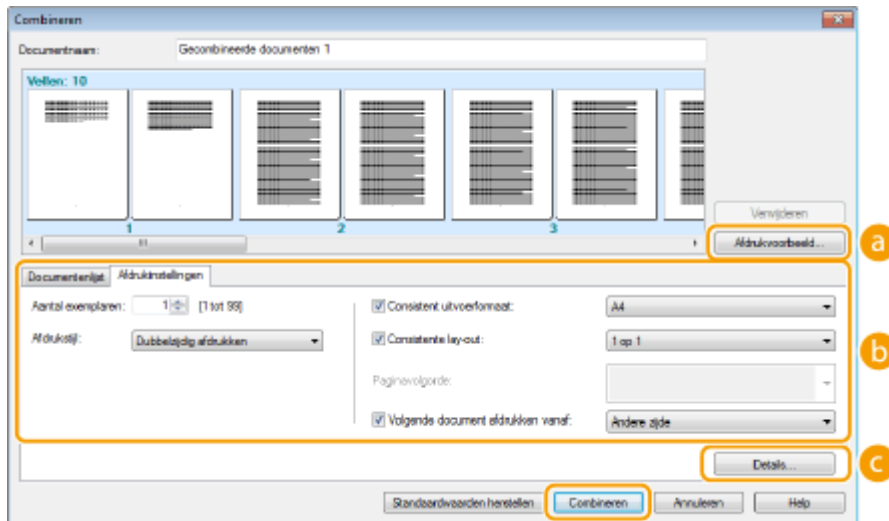 Combineren
Documentnaam: Gecombineerde documenten 1
Vellen: 10
1 2 3
Verwijderen
Afdrukvoorbeeld...
a
Documentenlijst Afdrukinstellingen
Aantal exemplaren: 1 [1 tot 99]
Consistent uitvoerformaat: A4
Afdrukstijl: Dubbelzijdig afdrukken
Consistente lay-out: 1 op 1
b
Paginavolgorde:
Volgende document afdrukken vanaf: Andere zijde
Details...
c
Standaardwaarden herstellen Combineren Annuleren Help